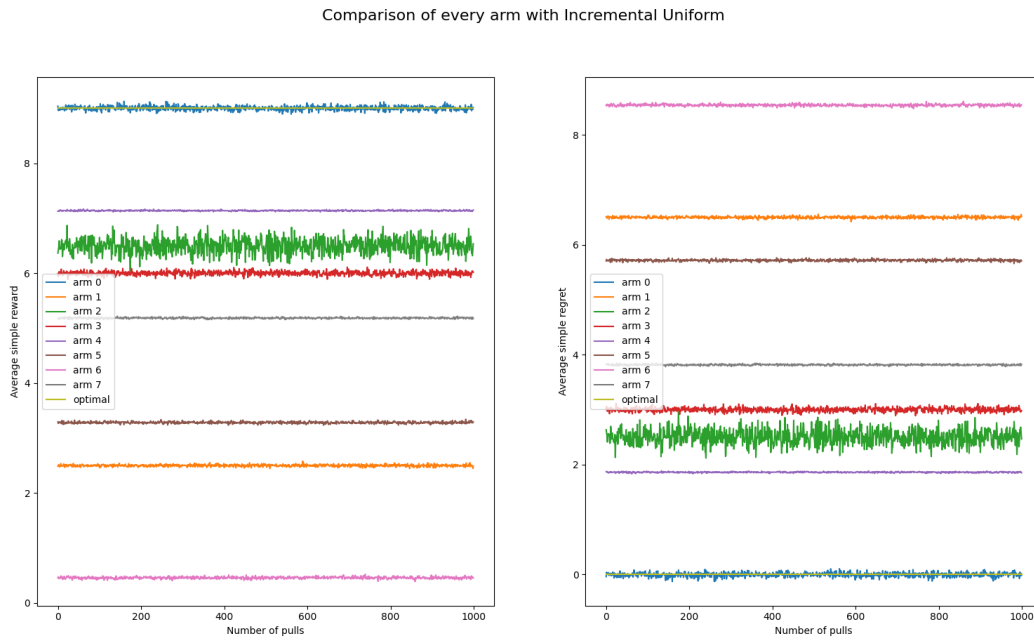 Comparison of every arm with Incremental Uniform
Average simple reward
8
6
4
2
0
arm 0
arm 1
arm 2
arm 3
arm 4
arm 5
arm 6
arm 7
optimal
0
200
400
600
800
1000
Number of pulls
Average simple regret
8
6
4
2
0
arm 0
arm 1
arm 2
arm 3
arm 4
arm 5
arm 6
arm 7
optimal
0
200
400
600
800
1000
Number of pulls